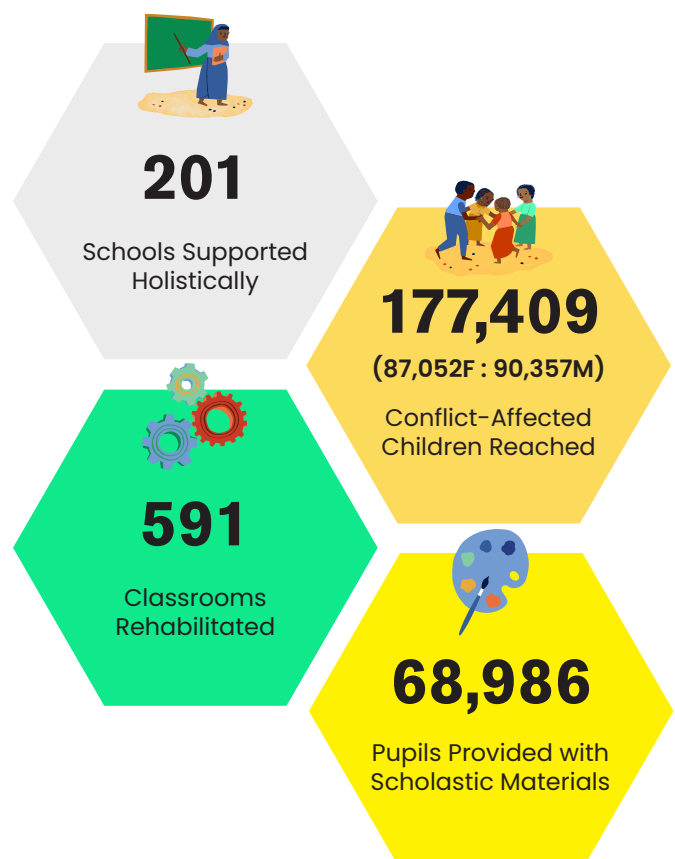 201
Schools Supported
Holistically
177,409
(87,052F : 90,357M)
Conflict-Affected
Children Reached
591
Classrooms
Rehabilitated
68,986
Pupils Provided with
Scholastic Materials